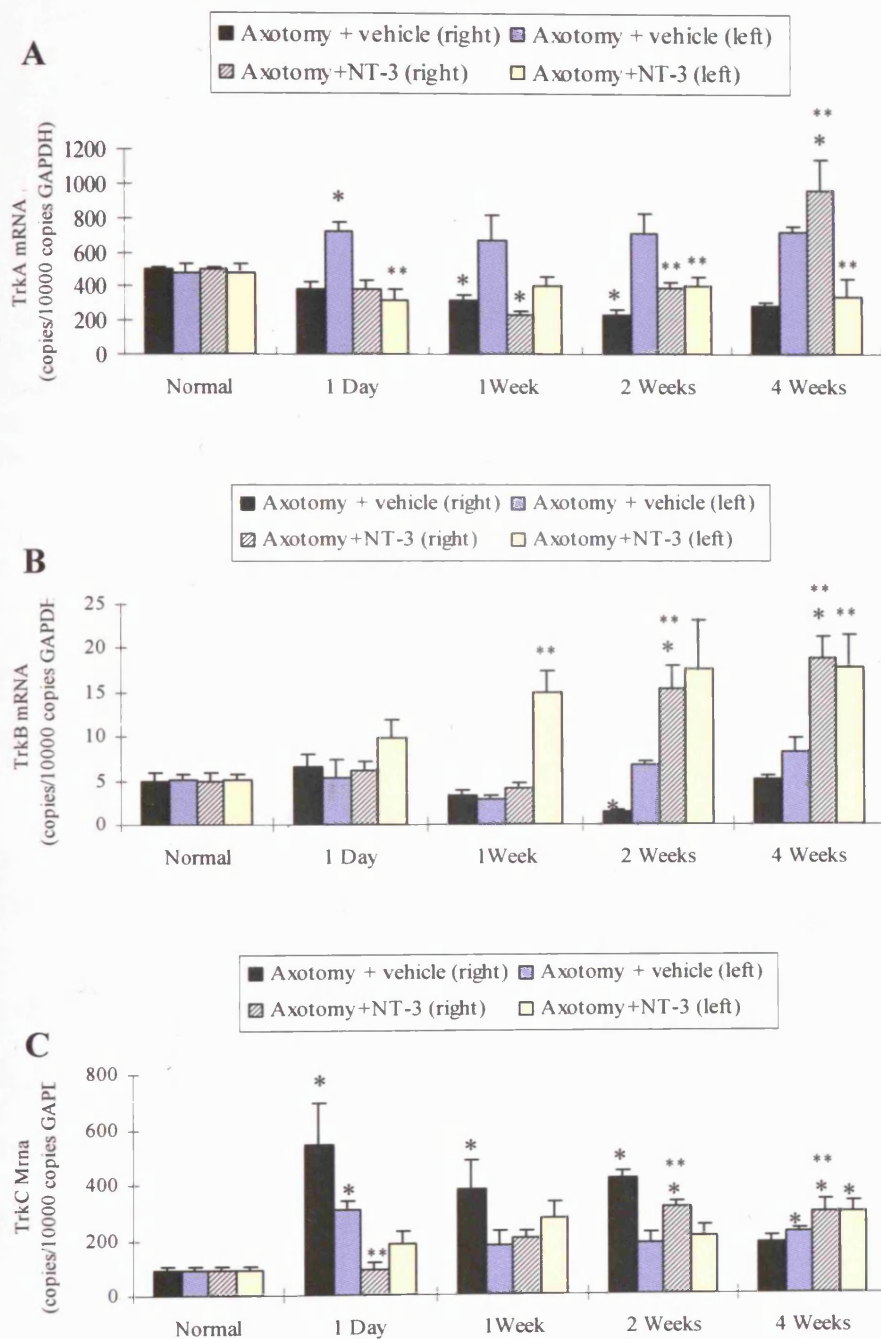 A
Axotomy + vehicle (right) Axotomy + vehicle (left)
Axotomy+NT-3 (right) Axotomy+NT-3 (left)
TrkA mRNA
(copies/10000 copies GAPDH)
1200
1000
800
600
400
200
0
*
**
*
*
*
**
**
**
*
**
Normal 1 Day 1Week 2 Weeks 4 Weeks
B
Axotomy + vehicle (right) Axotomy + vehicle (left)
Axotomy+NT-3 (right) Axotomy+NT-3 (left)
TrkB mRNA
(copies/10000 copies GAPDH
25
20
15
10
5
0
**
*
**
*
**
*
**
Normal 1 Day 1Week 2 Weeks 4 Weeks
C
Axotomy + vehicle (right) Axotomy + vehicle (left)
Axotomy+NT-3 (right) Axotomy+NT-3 (left)
TrkC Mrna
(copies/10000 copies GAPI
800
600
400
200
0
*
*
**
*
*
**
*
*
**
*
*
Normal 1 Day 1Week 2 Weeks 4 Weeks